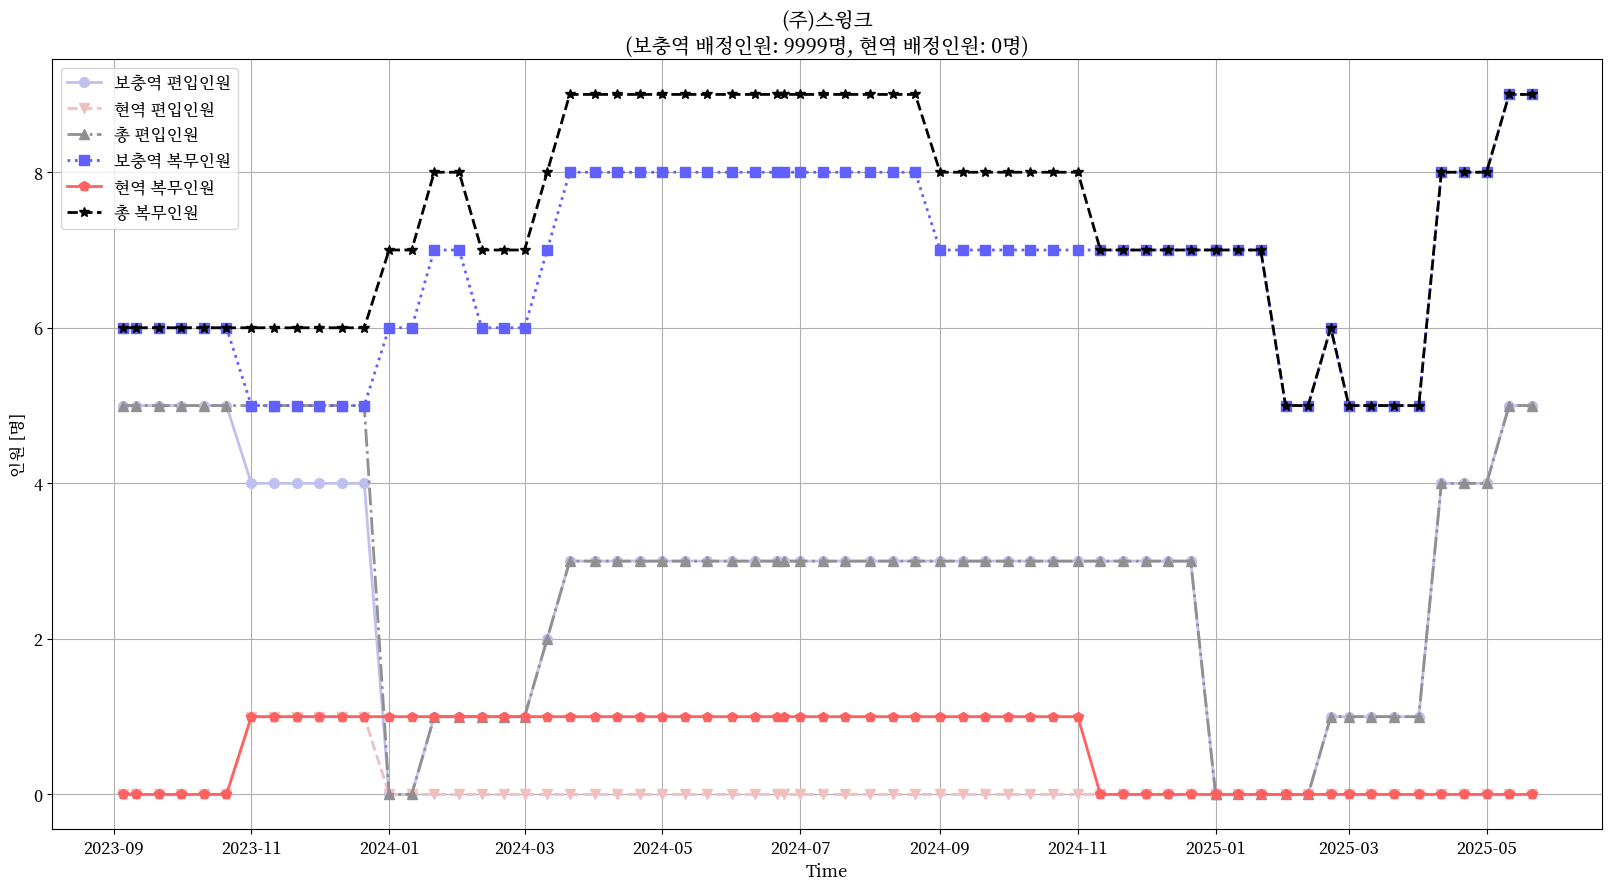 (주)스윙크
(보충역 배정인원: 9999명, 현역 배정인원: 0명)
보충역 편입인원
현역 편입인원
총 편입인원
보충역 복무인원
현역 복무인원
총 복무인원
인원 [명]
8
6
4
2
0
2023-09
2023-11
2024-01
2024-03
2024-05
2024-07
2024-09
2024-11
2025-01
2025-03
2025-05
Time